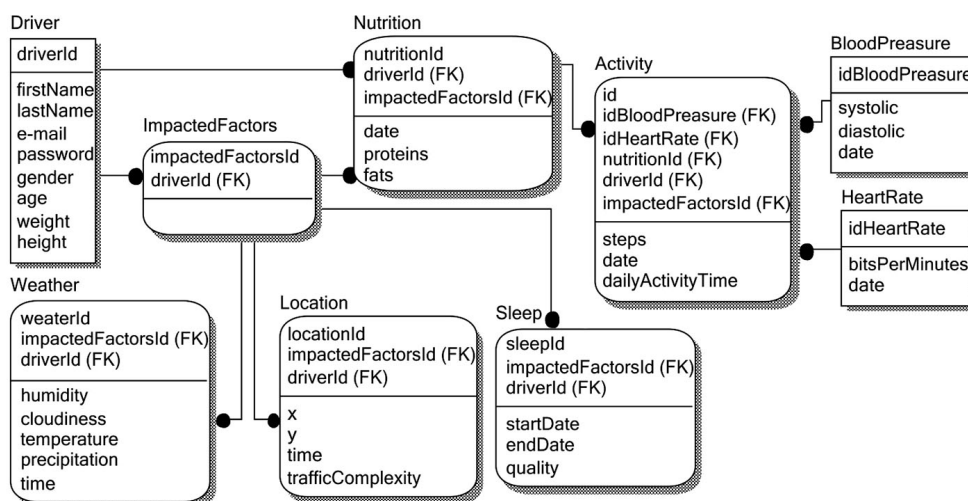 Driver
driverId
firstName
lastName
e-mail
password
gender
age
weight
height
ImpactedFactors
impactedFactorsId
driverId (FK)
Nutrition
nutritionId
driverId (FK)
impactedFactorsId (FK)
date
proteins
fats
Activity
id
idBloodPreasure (FK)
idHeartRate (FK)
nutritionId (FK)
driverId (FK)
impactedFactorsId (FK)
steps
date
dailyActivityTime
BloodPreasure
idBloodPreasure
systolic
diastolic
date
HeartRate
idHeartRate
bitsPerMinutes
date
Weather
weaterId
impactedFactorsId (FK)
driverId (FK)
humidity
cloudiness
temperature
precipitation
time
Location
locationId
impactedFactorsId (FK)
driverId (FK)
x
y
time
trafficComplexity
Sleep
sleepId
impactedFactorsId (FK)
driverId (FK)
startDate
endDate
quality